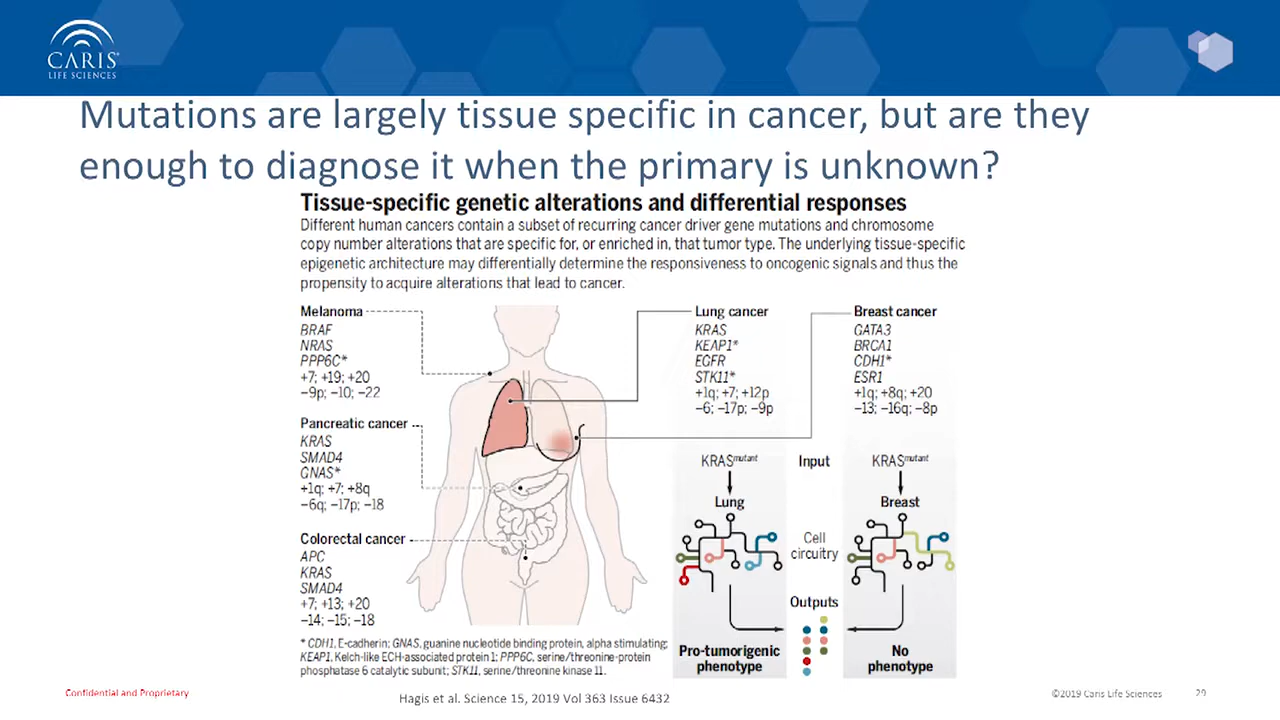 CARIS
LIFE SCIENCES
Mutations are largely tissue specific in cancer, but are they
enough to diagnose it when the primary is unknown?
Tissue-specific genetic alterations and differential responses
Different human cancers contain a subset of recurring cancer driver gene mutations and chromosome
copy number alterations that are specific for, or enriched in, that tumor type. The underlying tissue-specific
epigenetic architecture may differentially determine the responsiveness to oncogenic signals and thus the
propensity to acquire alterations that lead to cancer.
Melanoma
BRAF
NRAS
PPP6C*
+7; +19; +20
–9p; –10; –22
Pancreatic cancer
KRAS
SMAD4
GNAS*
+1q; +7; +8q
–6q; –17p; –18
Colorectal cancer
APC
KRAS
SMAD4
+7; +13; +20
–14; –15; –18
Lung cancer
KRAS
KEAP1*
EGFR
STK11*
+1q; +7; +12p
–6; –17p; –9p
Breast cancer
GATA3
BRCA1
CDH1*
ESR1
+1q; +8q; +20
–13; –16q; –8p
KRASmutant
Input
KRASmutant
Lung
Breast
Cell
circuitry
Outputs
Pro-tumorigenic
phenotype
No
phenotype
* CDH1, E-cadherin; GNAS, guanine nucleotide binding protein, alpha stimulating;
KEAP1, Kelch-like ECH-associated protein 1; PPP6C, serine/threonine-protein
phosphatase 6 catalytic subunit; STK11, serine/threonine kinase 11.
Confidential and Proprietary
Hagis et al. Science 15, 2019 Vol 363 Issue 6432
©2019 Caris Life Sciences
29